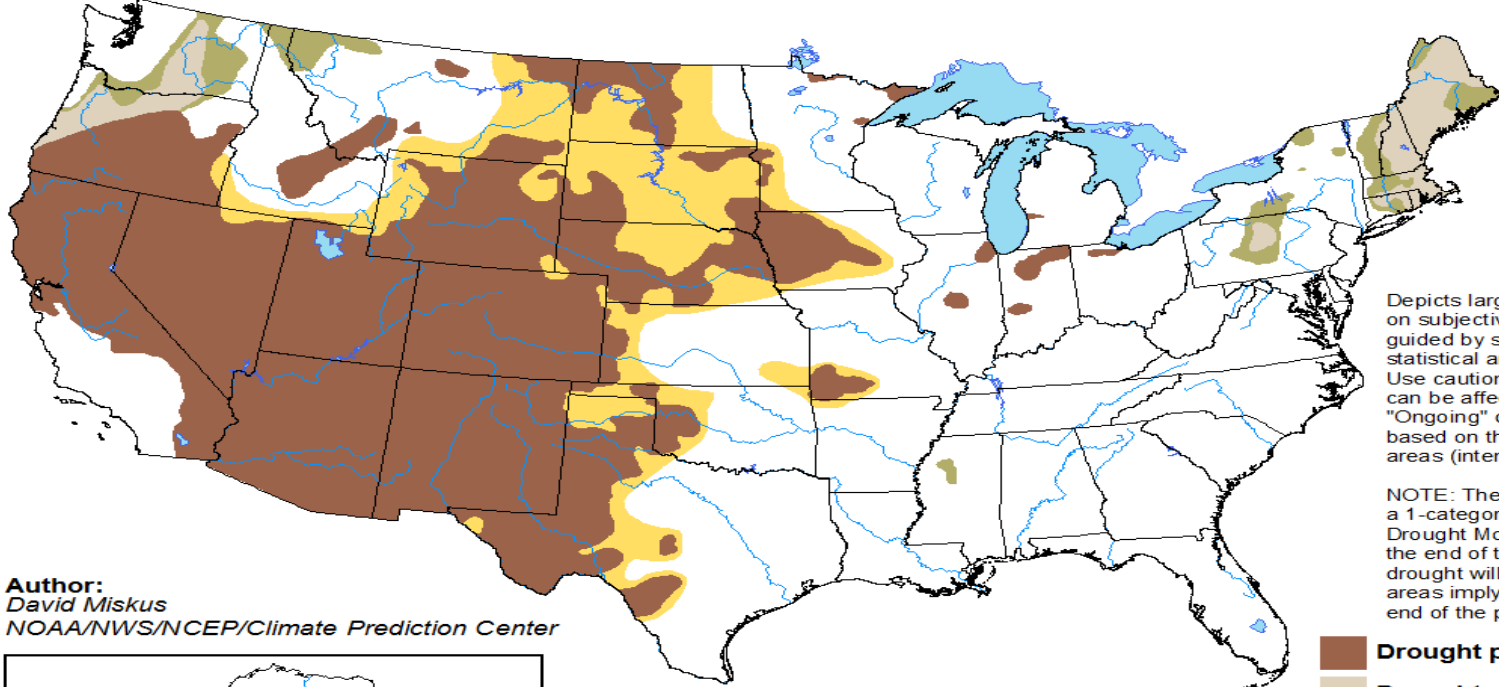 Depicts larg
on subjectiv
guided by s
statistical a
Use caution
can be affe
"Ongoing"
based on th
areas (inter
NOTE: The
a 1-categor
Drought Mo
the end of t
drought will
areas imply
end of the p
Author:
David Miskus
NOAA/NWS/NCEP/Climate Prediction Center
Drought p